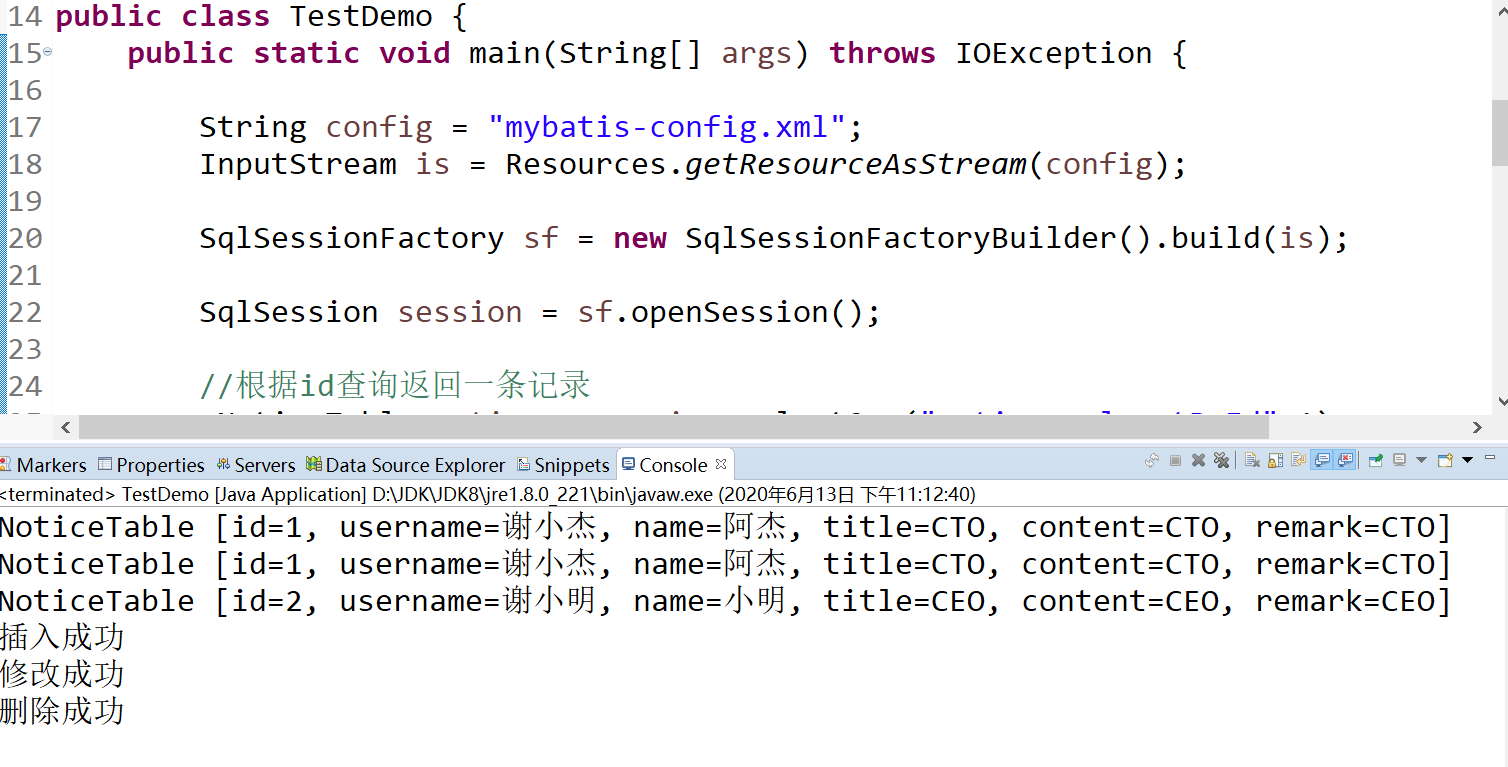 14 public class TestDemo {
15 public static void main(String[] args) throws IOException {
16
17 String config = "mybatis-config.xml";
18 InputStream is = Resources.getResourceAsStream(config);
19
20 SqlSessionFactory sf = new SqlSessionFactoryBuilder().build(is);
21
22 SqlSession session = sf.openSession();
23
24 //根据id查询返回一条记录
Markers Properties Servers Data Source Explorer Snippets Console
<terminated> TestDemo [Java Application] D:\JDK\JDK8\jre1.8.0_221\bin\javaw.exe (2020年6月13日 下午11:12:40)
NoticeTable [id=1, username=谢小杰, name=阿杰, title=CTO, content=CTO, remark=CTO]
NoticeTable [id=1, username=谢小杰, name=阿杰, title=CTO, content=CTO, remark=CTO]
NoticeTable [id=2, username=谢小明, name=小明, title=CEO, content=CEO, remark=CEO]
插入成功
修改成功
删除成功